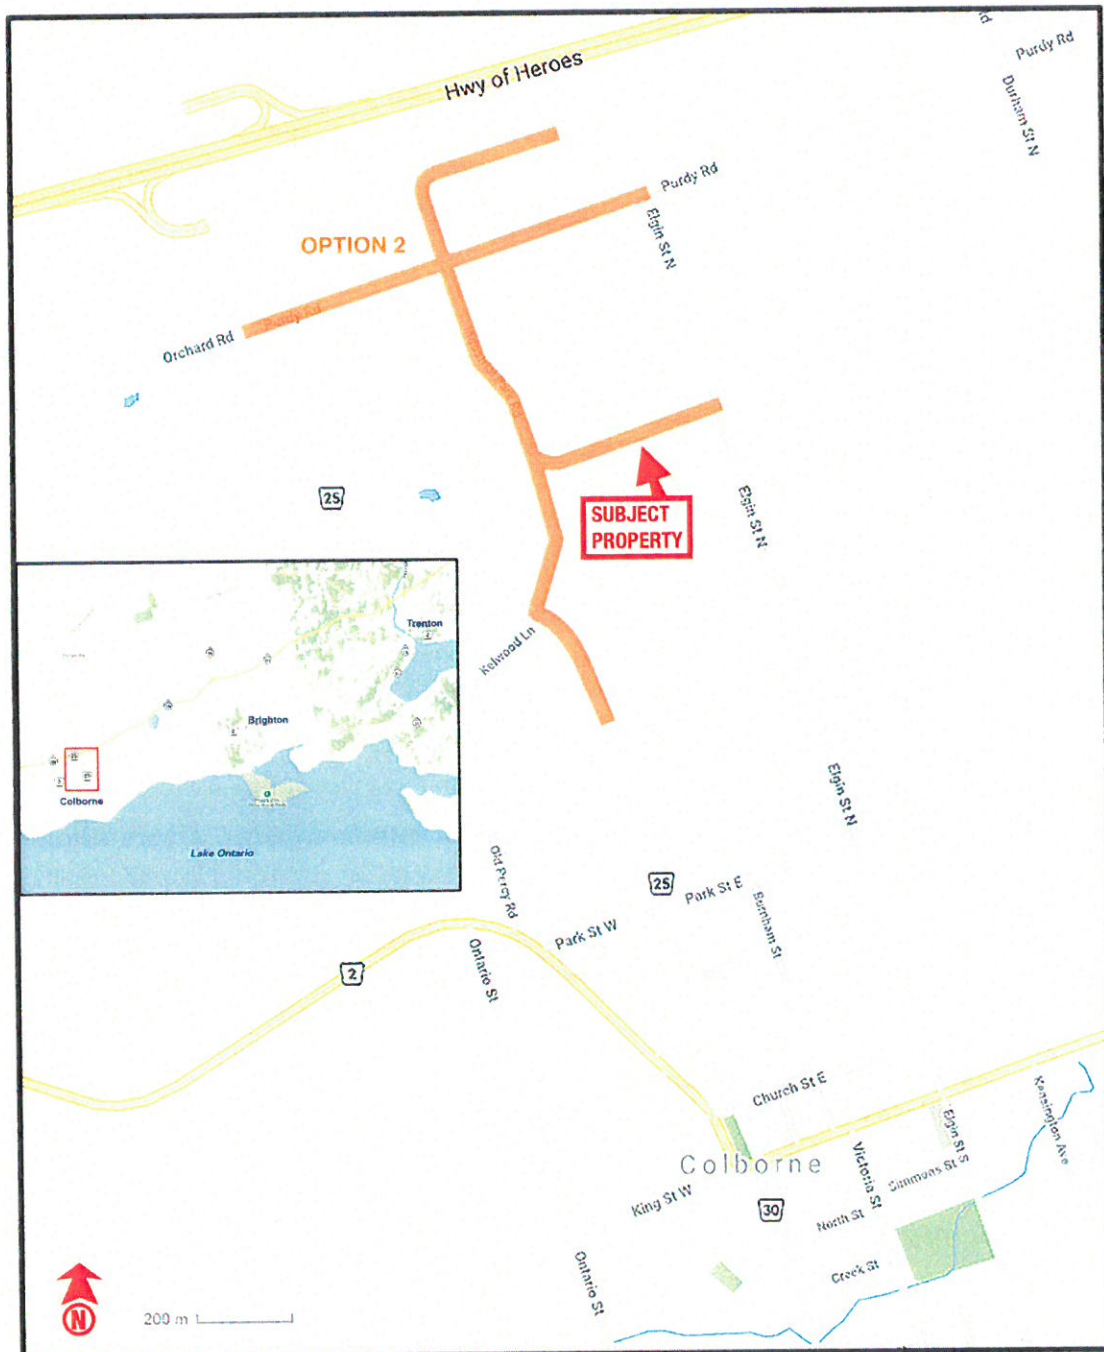 Rd
Purdy Rd
Hwy of Heroes
Durham St N
Purdy Rd
Elgin St N
OPTION 2
Purdy Rd
Orchard Rd
25
SUBJECT
PROPERTY
Elgin St N
Kelwood Ln
Trenton
Brighton
Colborne
Lake Ontario
Elgin St N
Old Percy Rd
25
Park St E
Burnham St
Park St W
Ontario St
2
Church St E
Kensington Ave
Elgin St S
Colborne
Victoria St
Simmons St
King St W
30
North St
Creek St
Ontario St
N
200 m